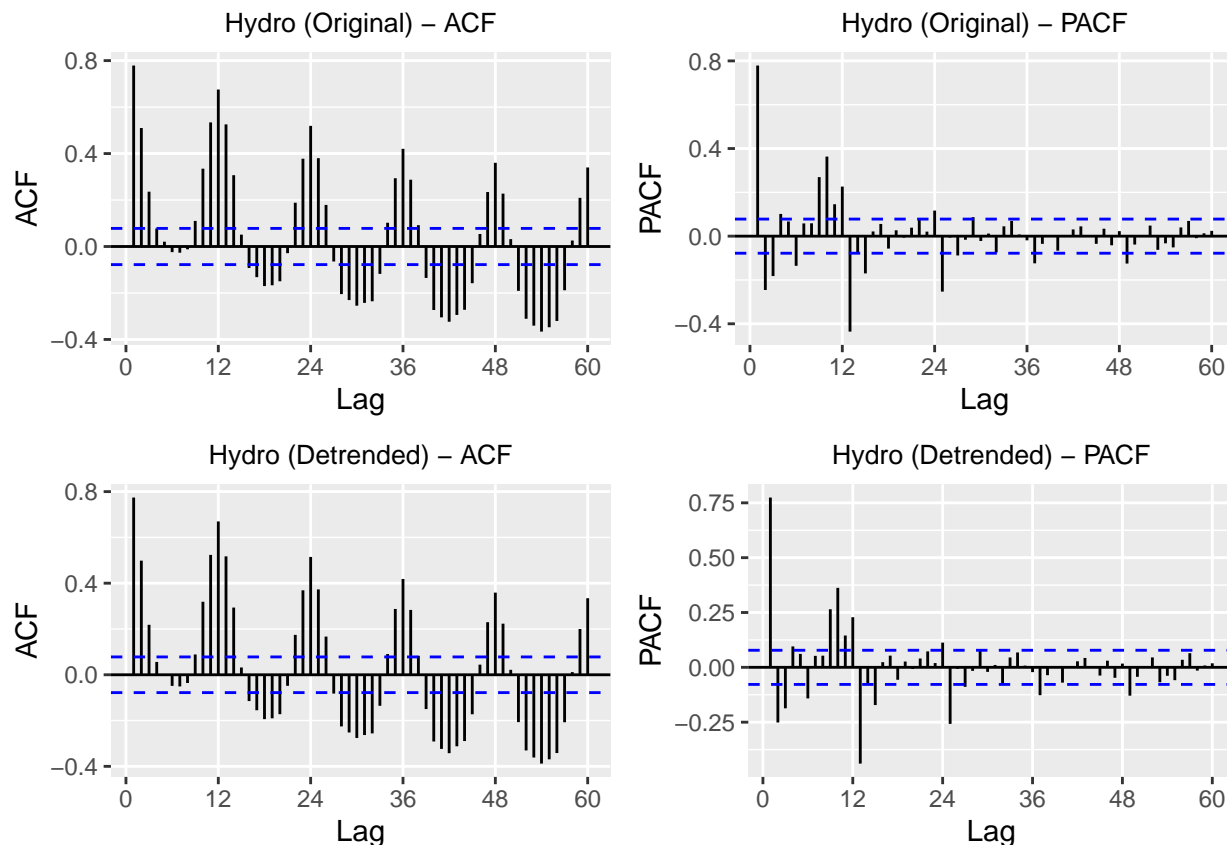 Hydro (Original) – ACF
0.8
0.4
0.0
−0.4
ACF
0 12 24 36 48 60
Lag
Hydro (Original) – PACF
0.8
0.4
0.0
−0.4
PACF
0 12 24 36 48 60
Lag
Hydro (Detrended) – ACF
0.8
0.4
0.0
−0.4
ACF
0 12 24 36 48 60
Lag
Hydro (Detrended) – PACF
0.75
0.50
0.25
0.00
−0.25
PACF
0 12 24 36 48 60
Lag